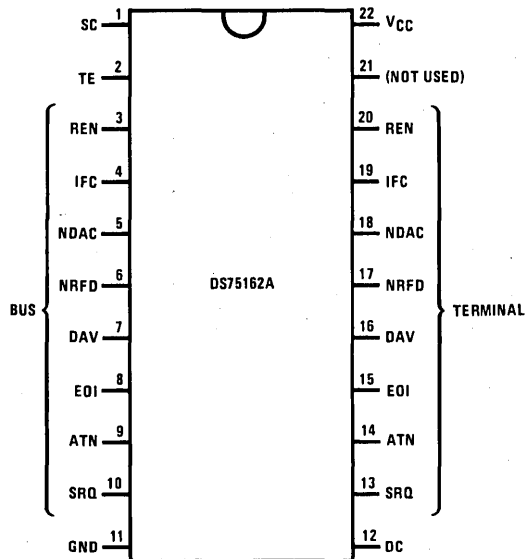 SC 1 22 VCC
TE 2 21 (NOT USED)
REN 3 20 REN
IFC 4 19 IFC
NDAC 5 18 NDAC
NRFD 6 DS75162A 17 NRFD
BUS TERMINAL
DAV 7 16 DAV
EOI 8 15 EOI
ATN 9 14 ATN
SRQ 10 13 SRQ
GND 11 12 DC